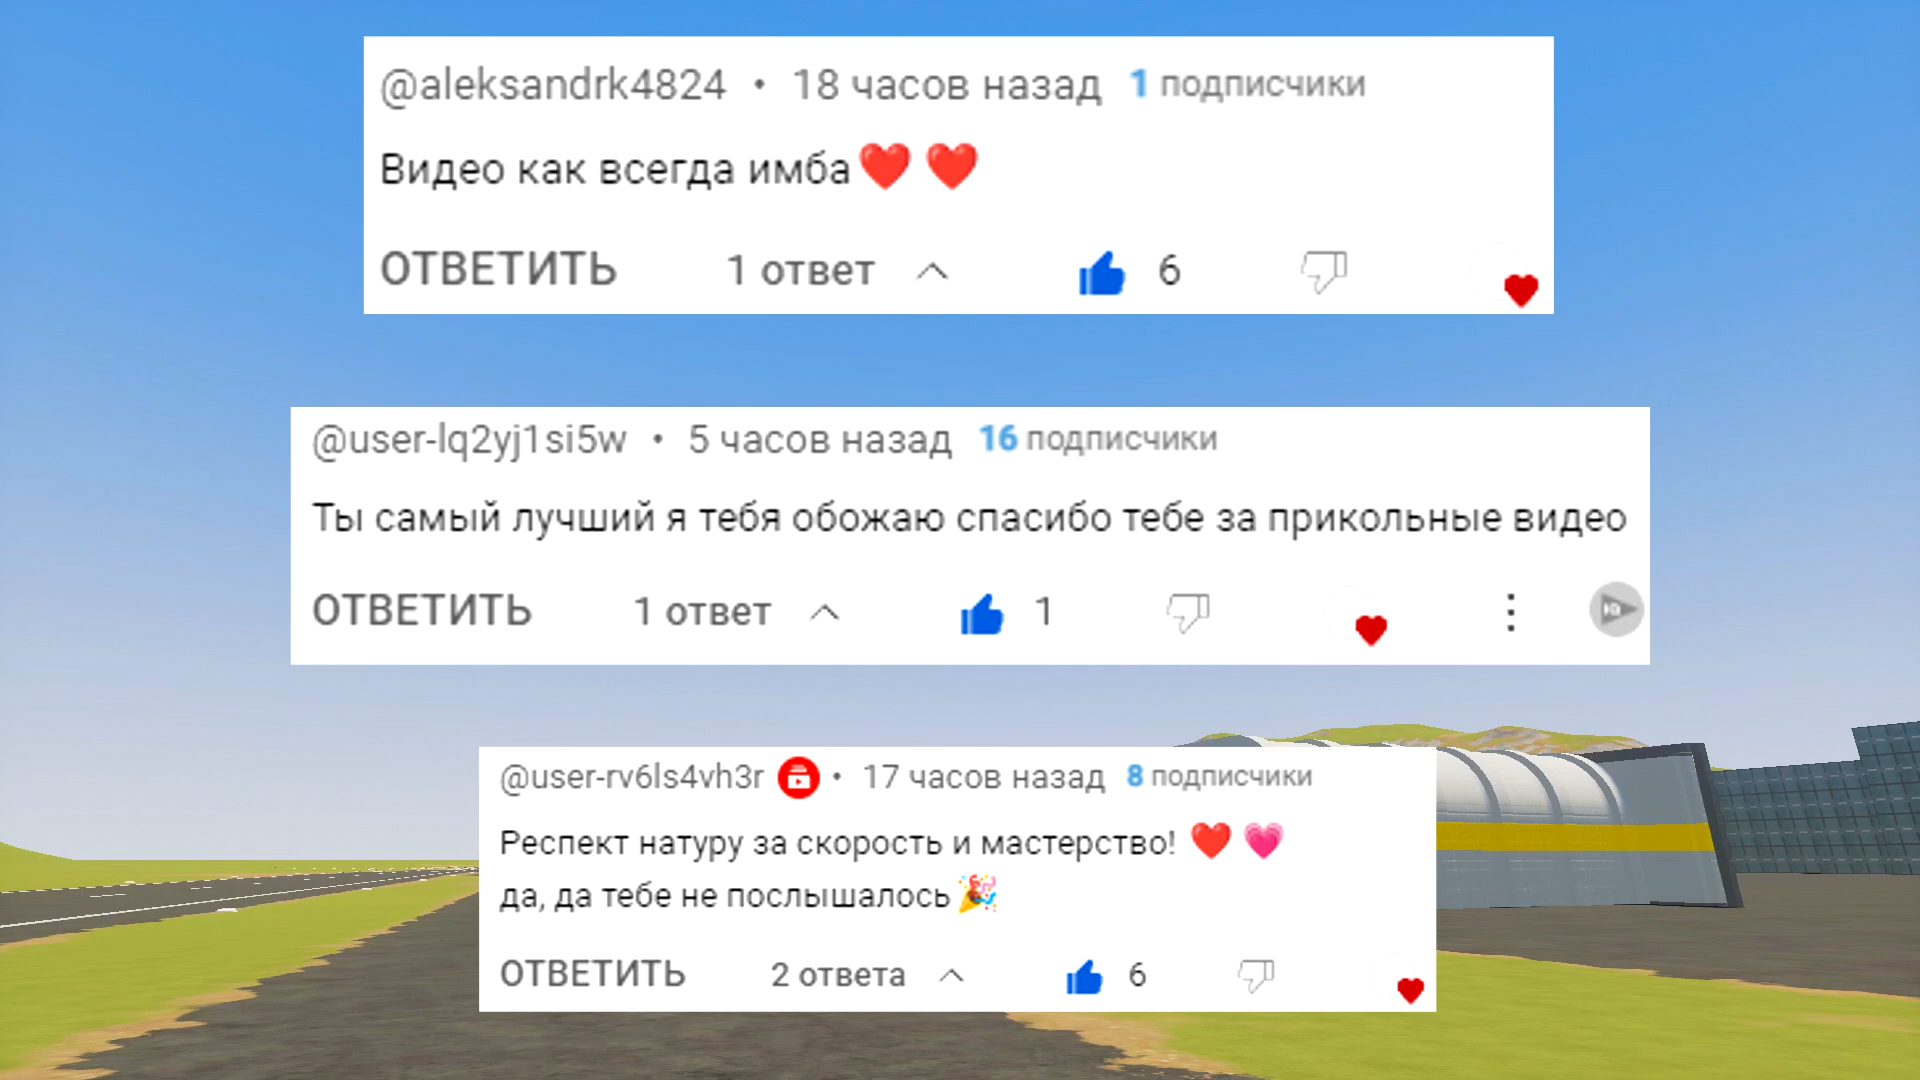 @aleksandrk4824 • 18 часов назад 1 подписчики
Видео как всегда имба❤️❤️
ОТВЕТИТЬ 1 ответ 6
@user-lq2yj1si5w • 5 часов назад 16 подписчики
Ты самый лучший я тебя обожаю спасибо тебе за прикольные видео
ОТВЕТИТЬ 1 ответ 1
@user-rv6ls4vh3r • 17 часов назад 8 подписчики
Респект натуру за скорость и мастерство! ❤️💗
да, да тебе не послышалось🎉
ОТВЕТИТЬ 2 ответа 6